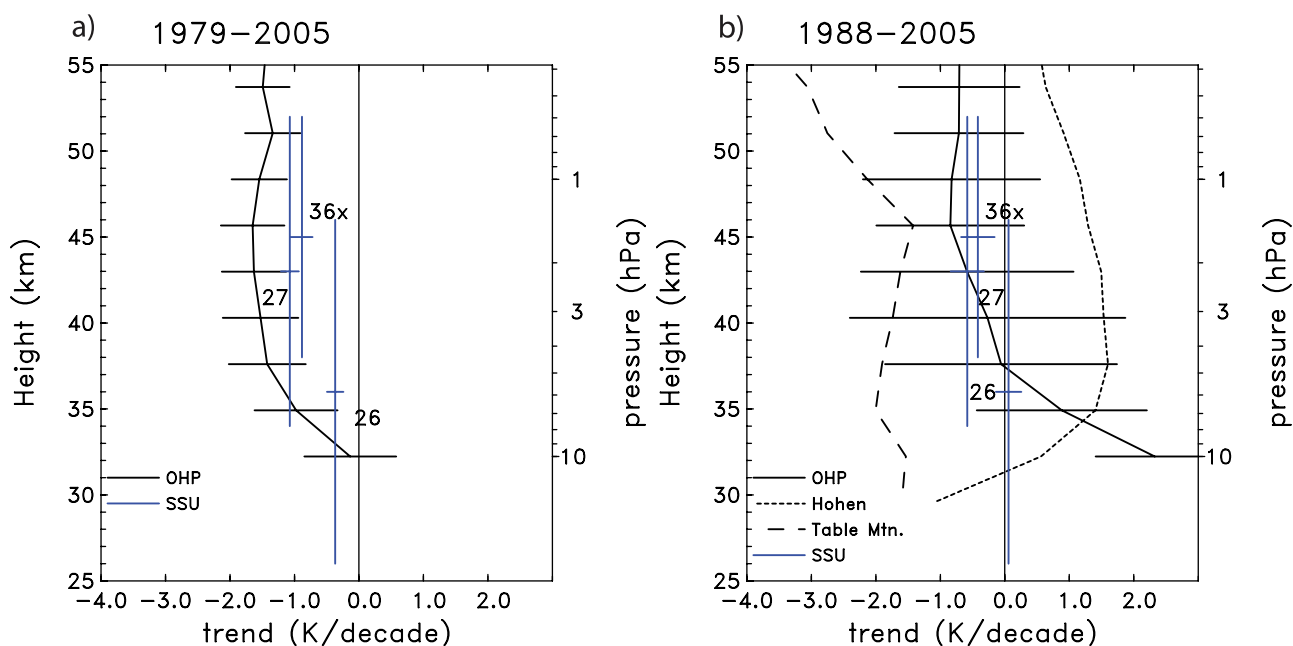 a) 1979–2005
55
50
45
40
35
30
25
Height (km)
1
3
10
pressure (hPa)
36x
27
26
OHP
SSU
−4.0 −3.0 −2.0 −1.0 0.0 1.0 2.0
trend (K/decade)
b) 1988–2005
55
50
45
40
35
30
25
Height (km)
1
3
10
pressure (hPa)
36x
27
26
OHP
Hohen
Table Mtn.
SSU
−4.0 −3.0 −2.0 −1.0 0.0 1.0 2.0
trend (K/decade)